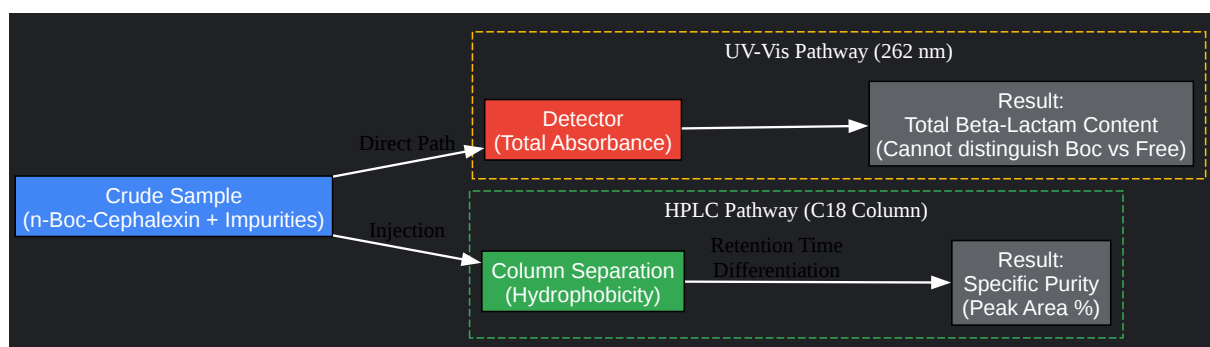 UV-Vis Pathway (262 nm)
Detector
(Total Absorbance)
Result:
Total Beta-Lactam Content
(Cannot distinguish Boc vs Free)
Direct Path
Crude Sample
(n-Boc-Cephalexin + Impurities)
Injection
HPLC Pathway (C18 Column)
Column Separation
(Hydrophobicity)
Retention Time
Differentiation
Result:
Specific Purity
(Peak Area %)